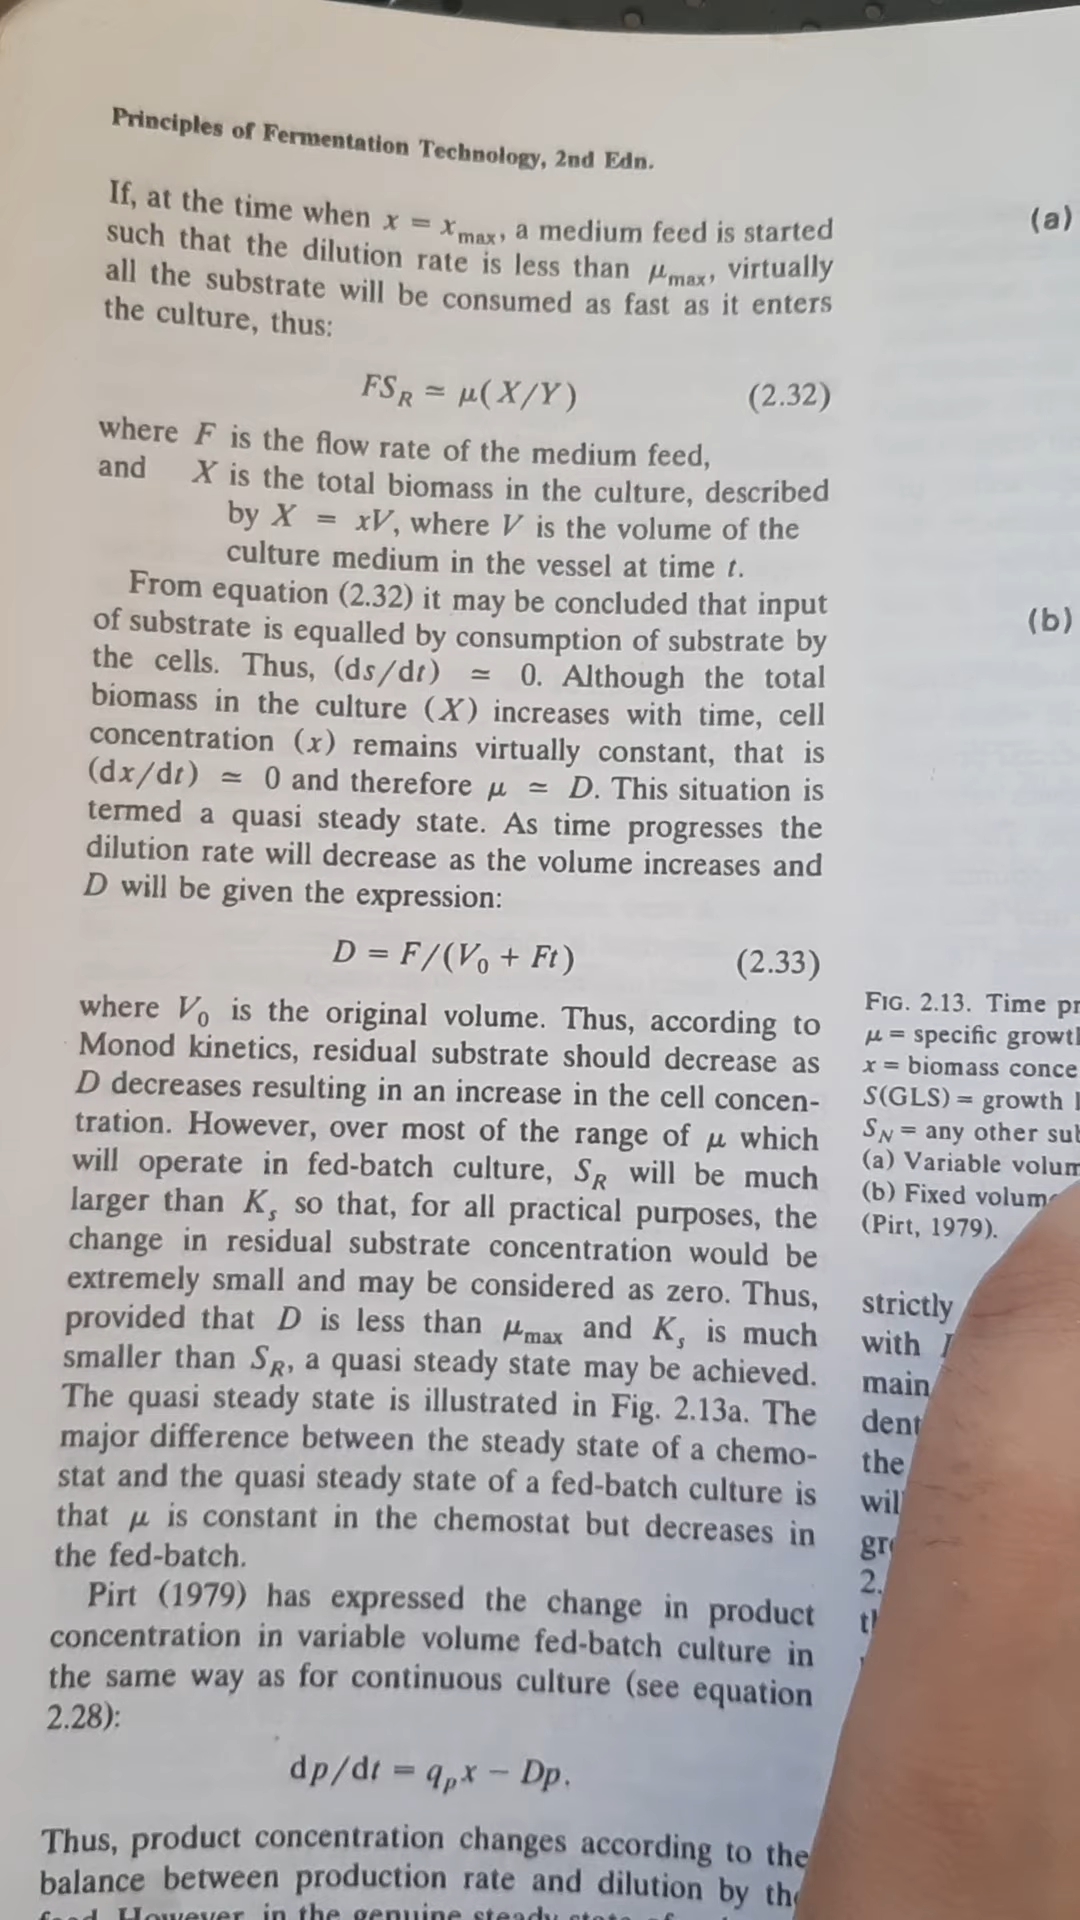 Principles of Fermentation Technology, 2nd Edn.
If, at the time when x = x_max, a medium feed is started
such that the dilution rate is less than μ_max, virtually
all the substrate will be consumed as fast as it enters
the culture, thus:
FS_R ≃ μ(X/Y) (2.32)
where F is the flow rate of the medium feed,
and X is the total biomass in the culture, described
by X = xV, where V is the volume of the
culture medium in the vessel at time t.
From equation (2.32) it may be concluded that input
of substrate is equalled by consumption of substrate by
the cells. Thus, (ds/dt) ≃ 0. Although the total
biomass in the culture (X) increases with time, cell
concentration (x) remains virtually constant, that is
(dx/dt) ≃ 0 and therefore μ ≃ D. This situation is
termed a quasi steady state. As time progresses the
dilution rate will decrease as the volume increases and
D will be given the expression:
D = F/(V₀ + Ft) (2.33)
where V₀ is the original volume. Thus, according to
Monod kinetics, residual substrate should decrease as
D decreases resulting in an increase in the cell concen-
tration. However, over most of the range of μ which
will operate in fed-batch culture, S_R will be much
larger than K_s so that, for all practical purposes, the
change in residual substrate concentration would be
extremely small and may be considered as zero. Thus,
provided that D is less than μ_max and K_s is much
smaller than S_R, a quasi steady state may be achieved.
The quasi steady state is illustrated in Fig. 2.13a. The
major difference between the steady state of a chemo-
stat and the quasi steady state of a fed-batch culture is
that μ is constant in the chemostat but decreases in
the fed-batch.
Pirt (1979) has expressed the change in product
concentration in variable volume fed-batch culture in
the same way as for continuous culture (see equation
2.28):
dp/dt = q_p x − Dp.
Thus, product concentration changes according to the
balance between production rate and dilution by the
However, in the genuine steady
(a)
(b)
FIG. 2.13. Time
μ = specific
x = biomass
S(GLS) = growth
S_N = any other
(a) Variable
(b) Fixed
(Pirt, 1979).
strictly
with
the